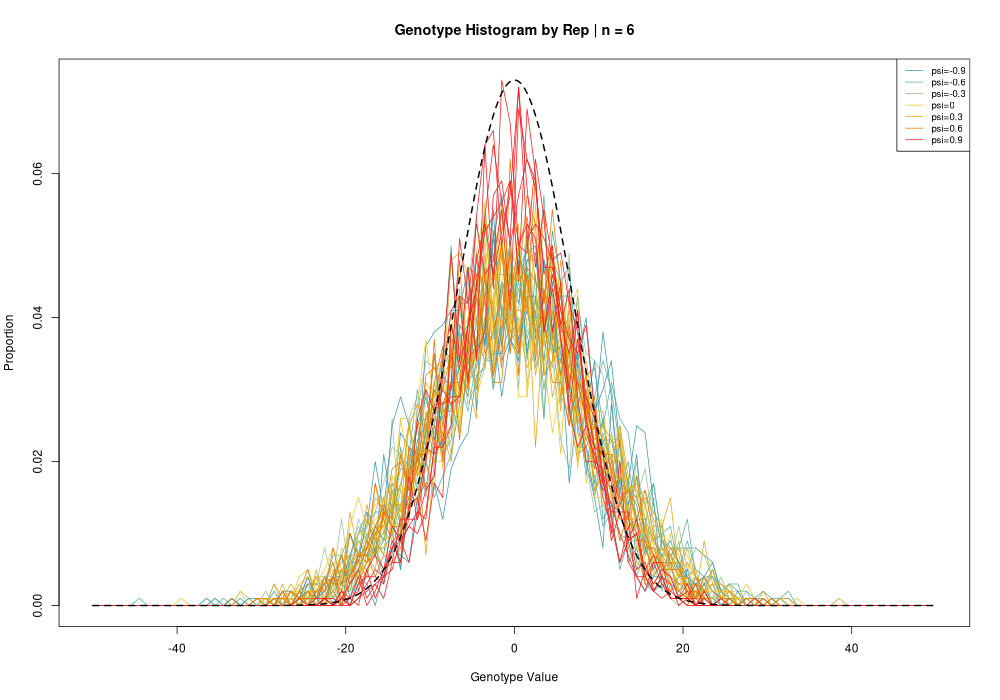 Genotype Histogram by Rep | n = 6
psi=-0.9
psi=-0.6
psi=-0.3
psi=0
psi=0.3
psi=0.6
psi=0.9
Proportion
0.06
0.04
0.02
0.00
-40 -20 0 20 40
Genotype Value